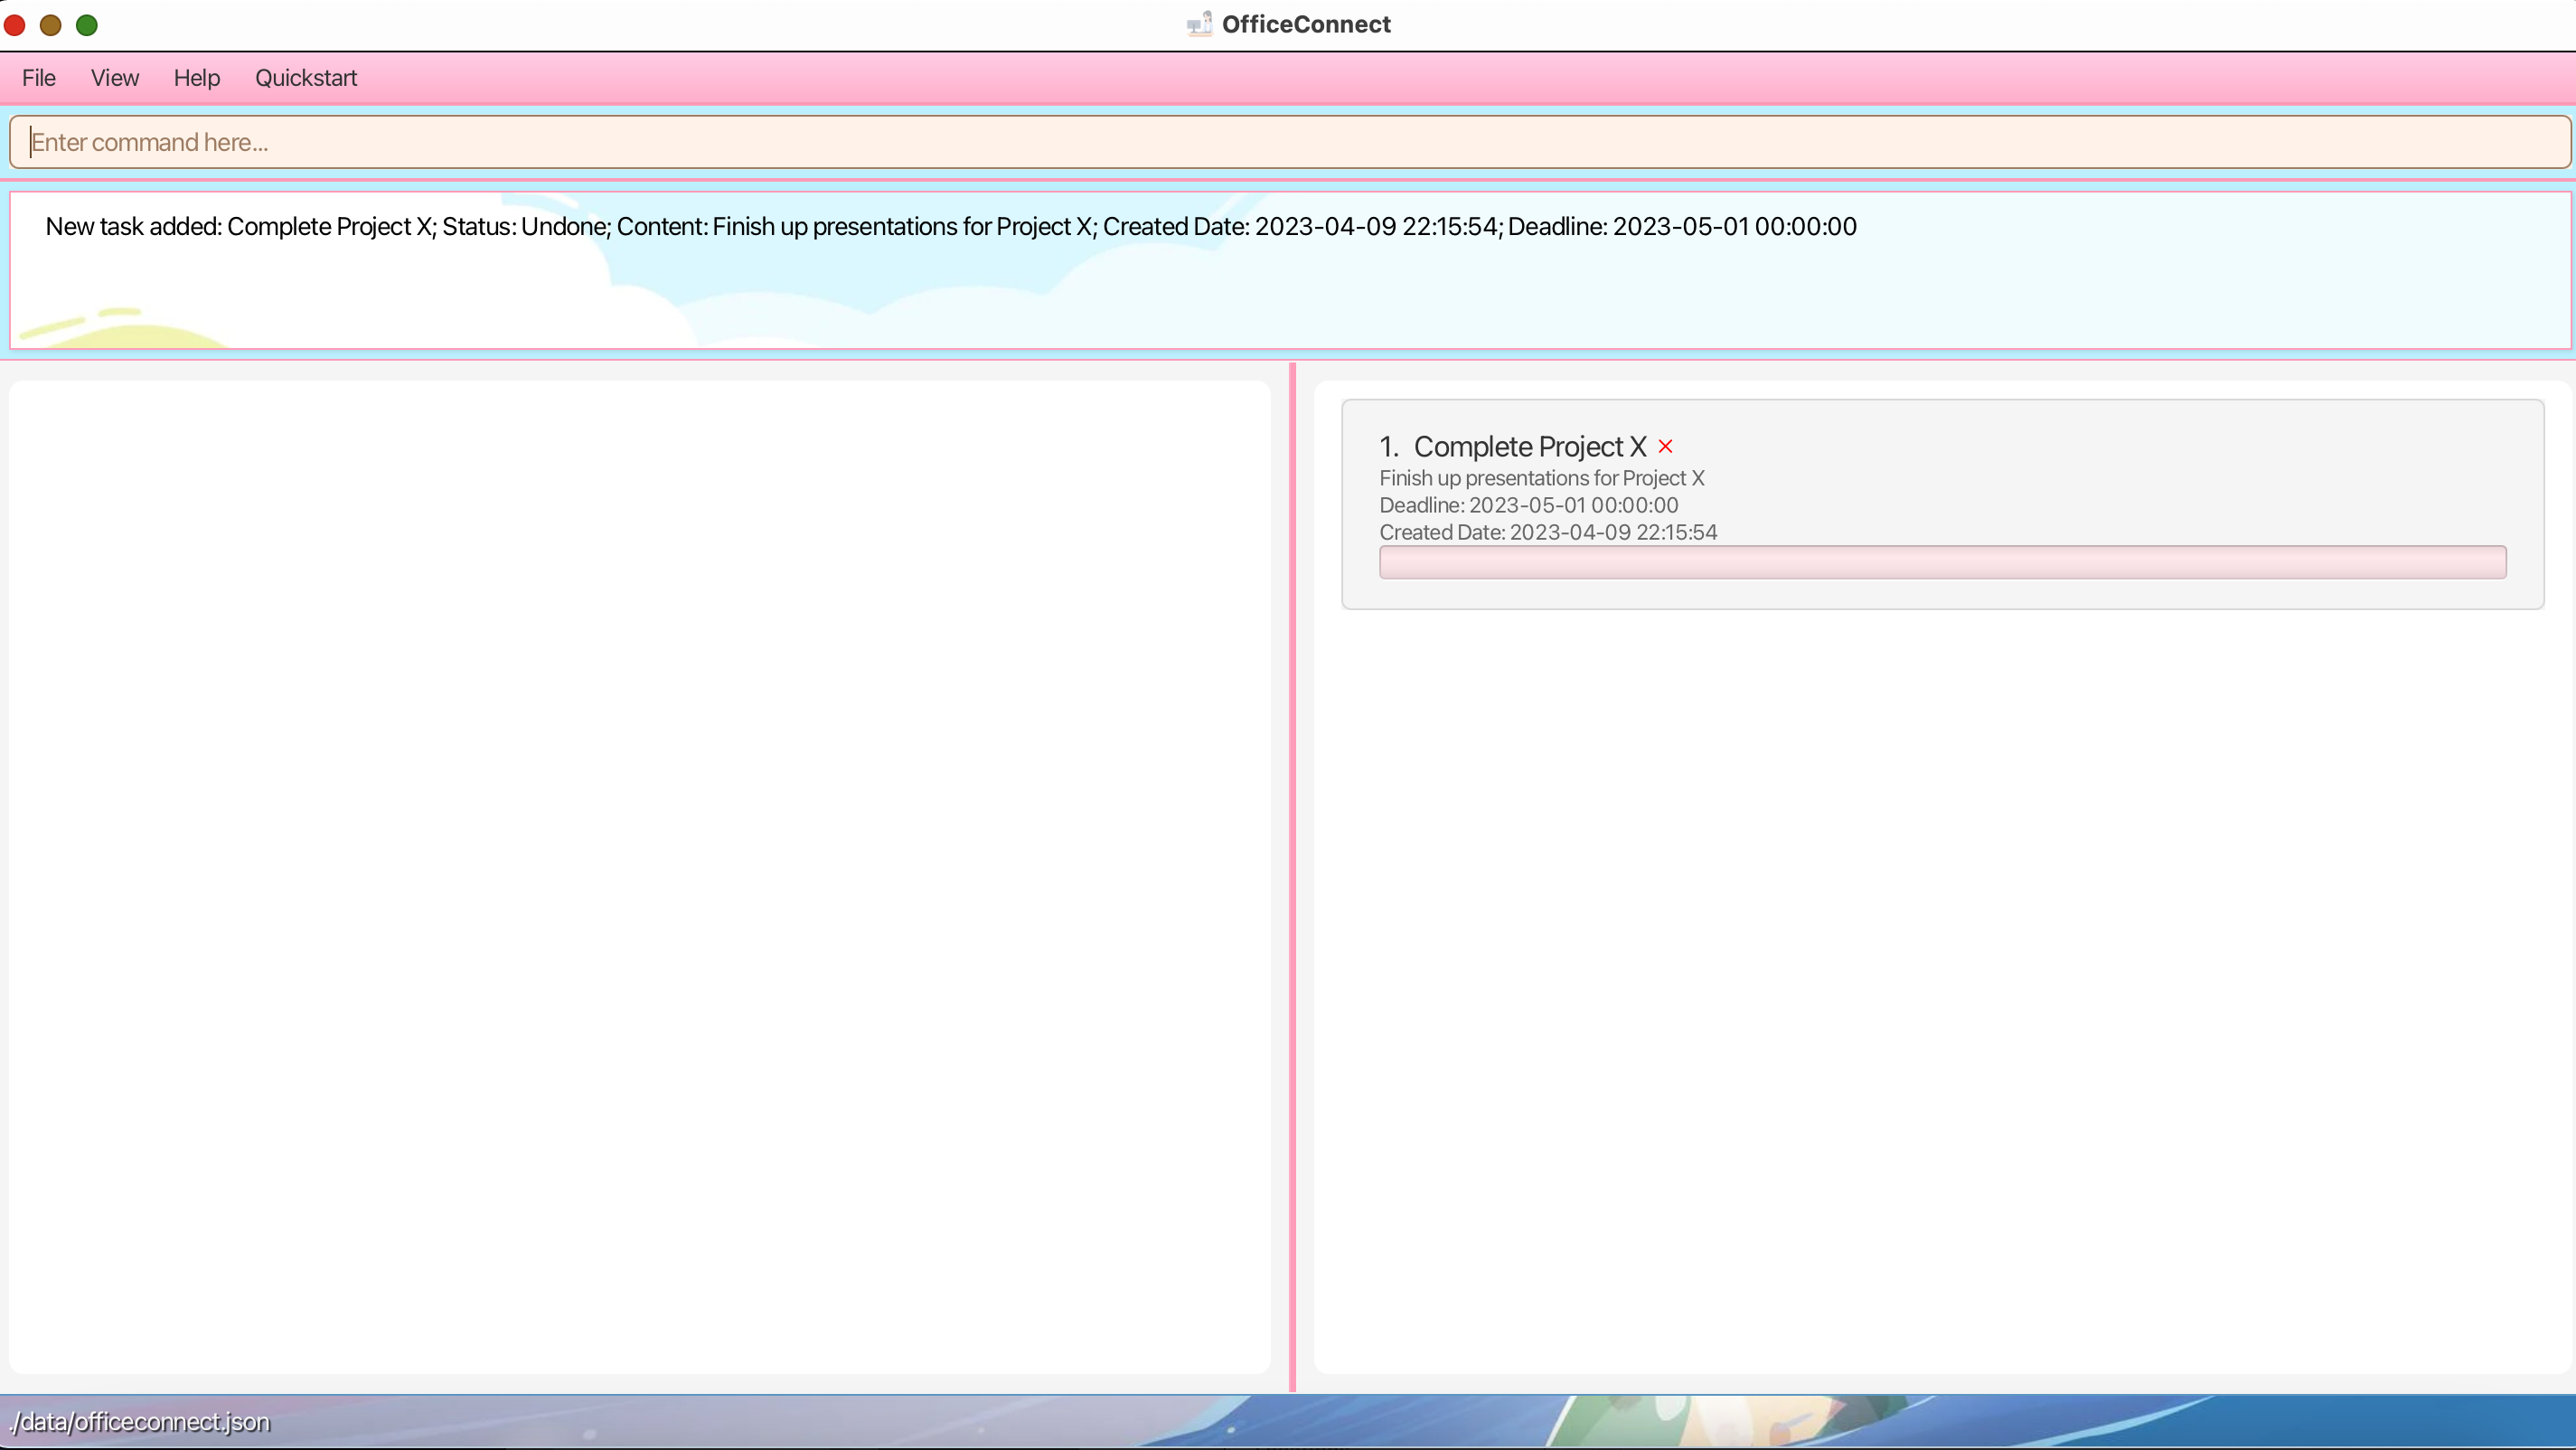 OfficeConnect
File View Help Quickstart
Enter command here...
New task added: Complete Project X; Status: Undone; Content: Finish up presentations for Project X; Created Date: 2023-04-09 22:15:54; Deadline: 2023-05-01 00:00:00
1. Complete Project X
Finish up presentations for Project X
Deadline: 2023-05-01 00:00:00
Created Date: 2023-04-09 22:15:54
./data/officeconnect.json